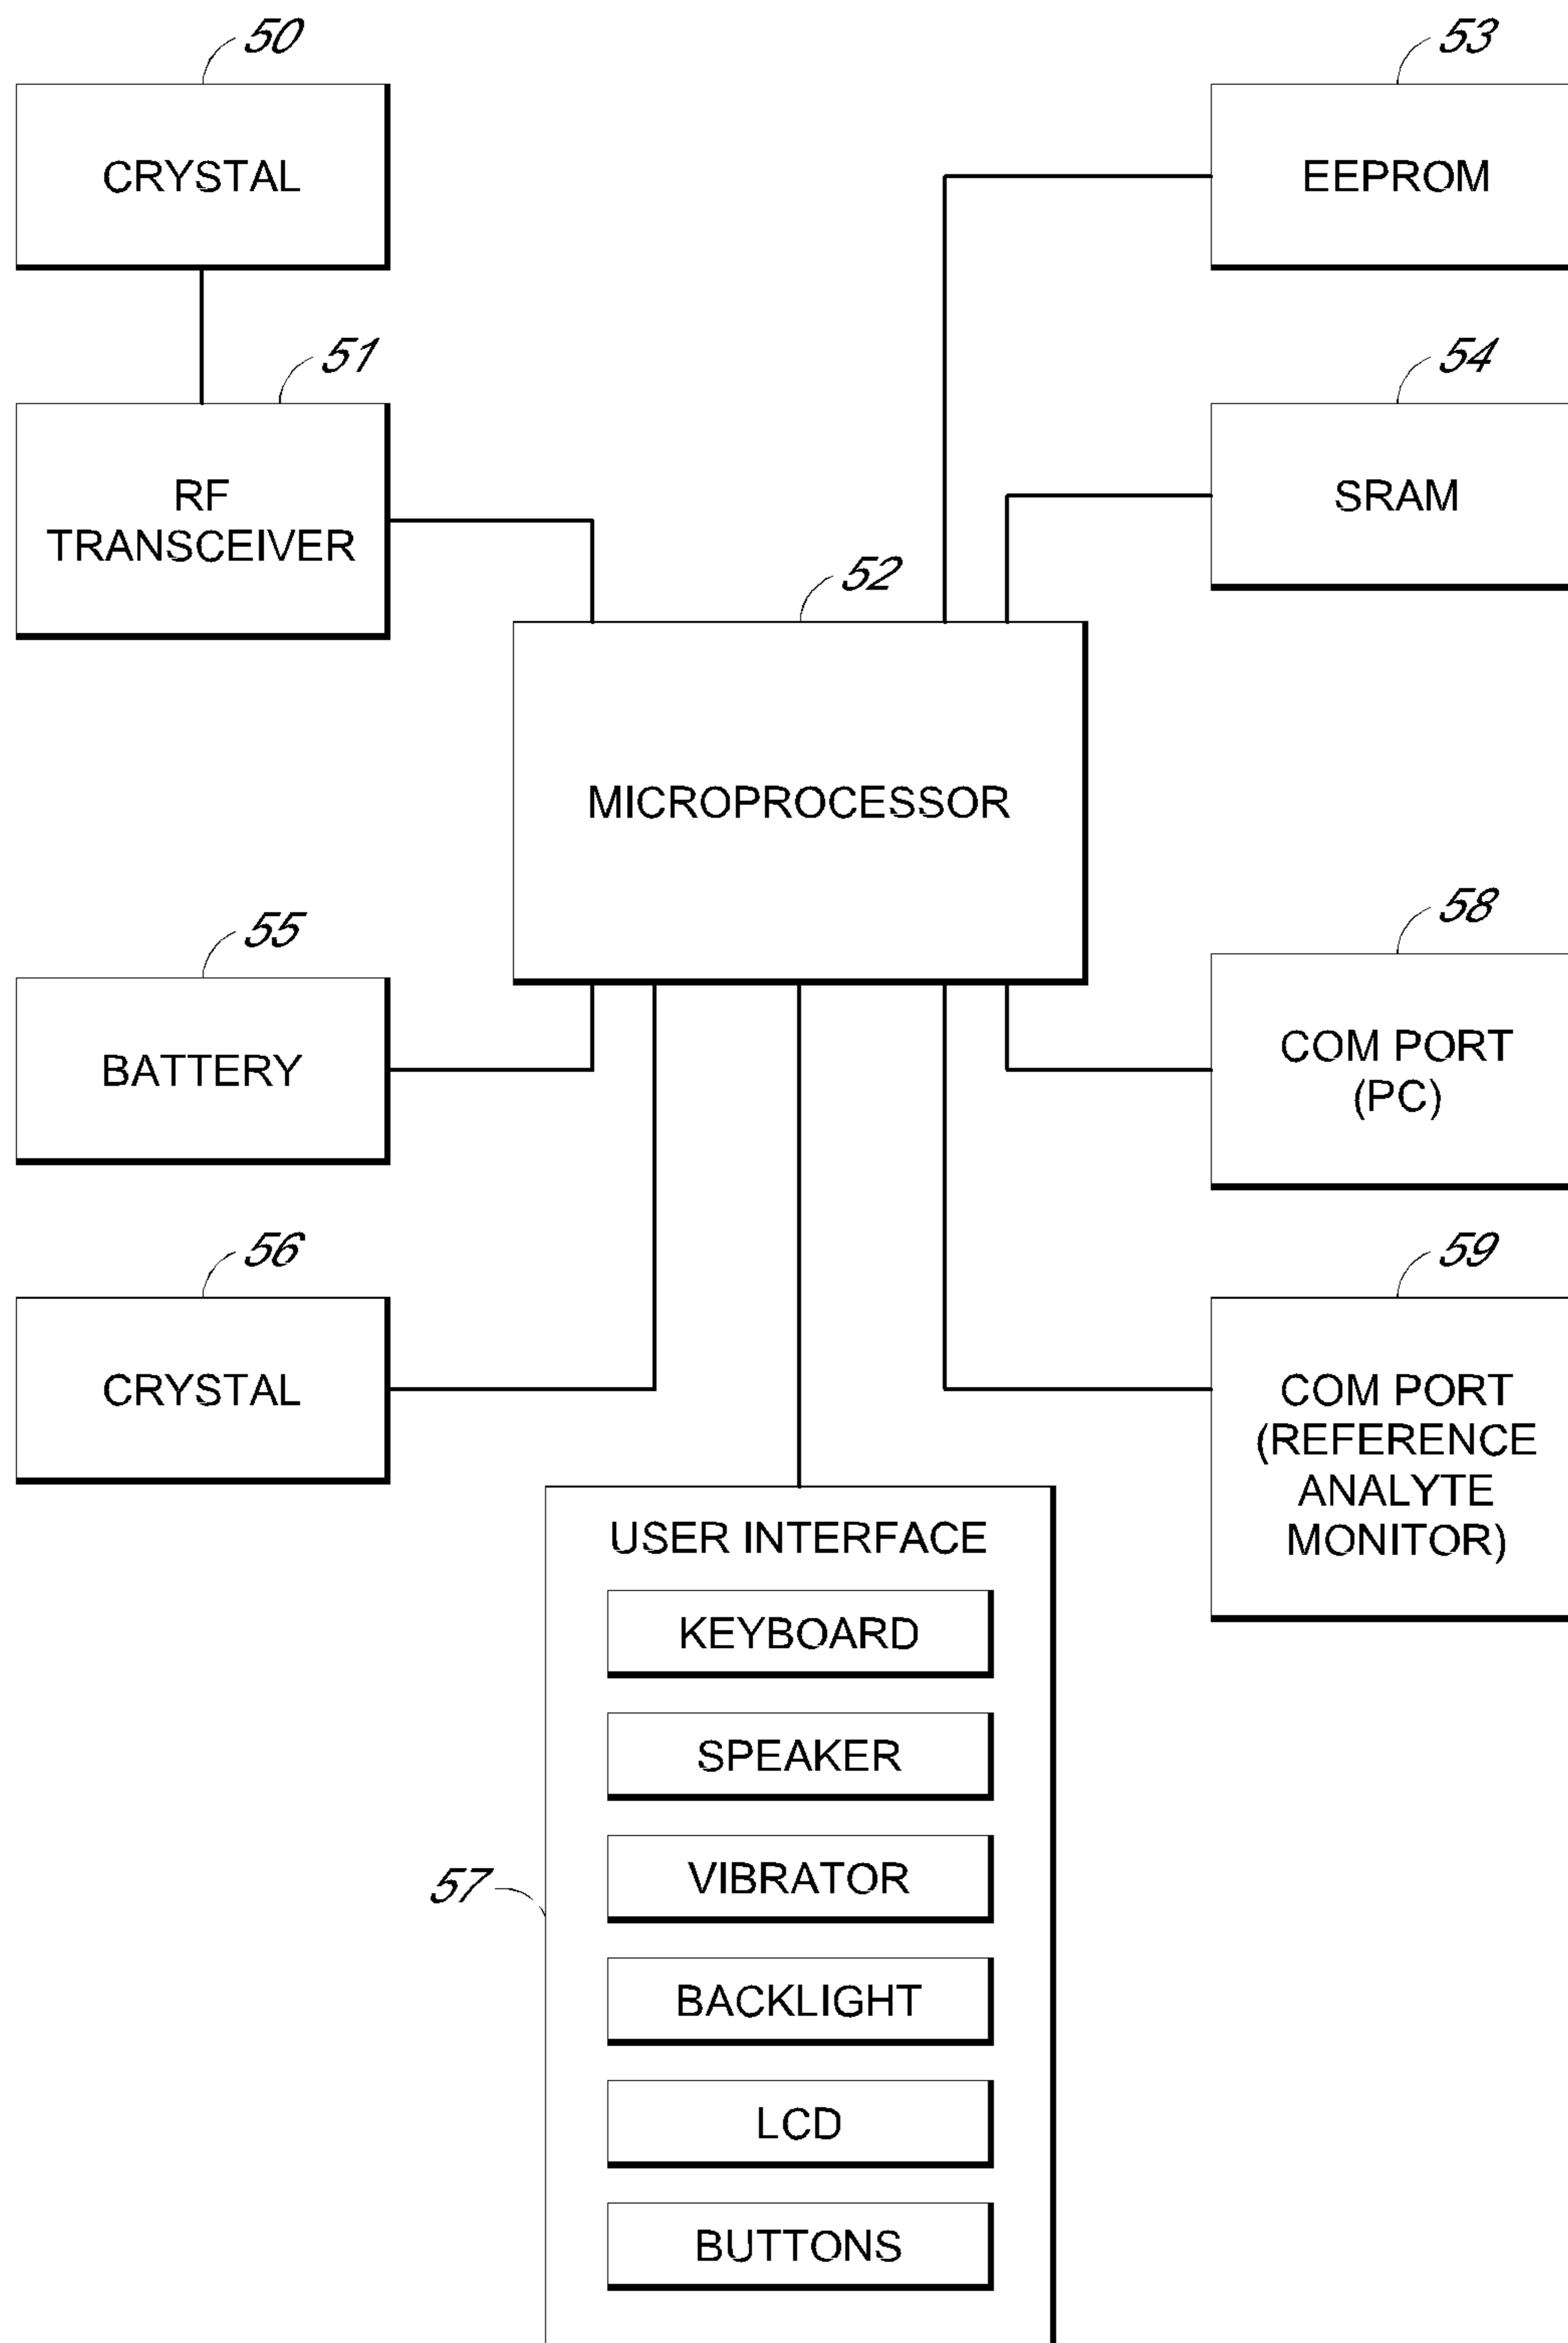 50
CRYSTAL
53
EEPROM
51
RF
TRANSCEIVER
54
SRAM
52
MICROPROCESSOR
55
BATTERY
58
COM PORT
(PC)
56
CRYSTAL
59
COM PORT
(REFERENCE
ANALYTE
MONITOR)
57
USER INTERFACE
KEYBOARD
SPEAKER
VIBRATOR
BACKLIGHT
LCD
BUTTONS